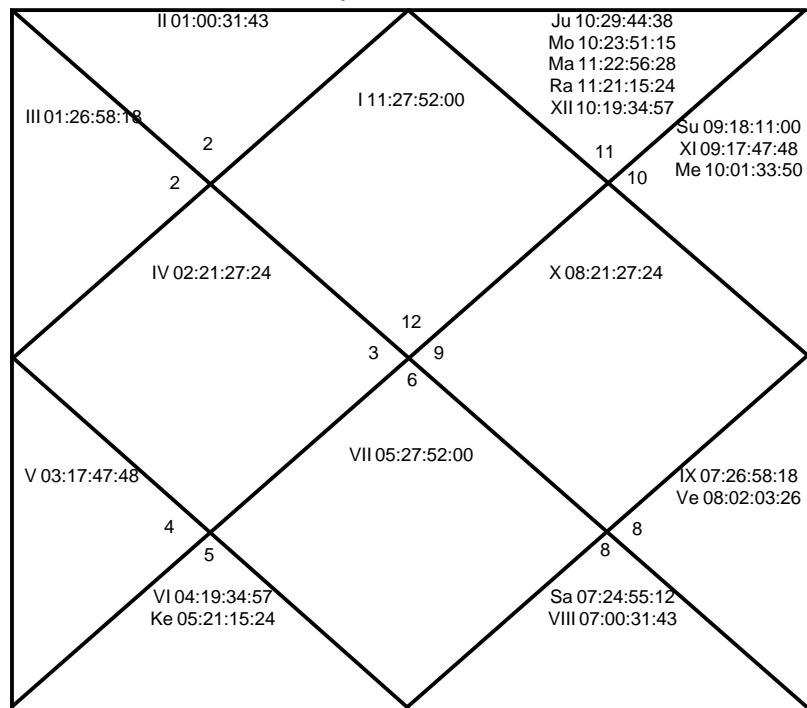 II 01:00:31:43
Ju 10:29:44:38
Mo 10:23:51:15
Ma 11:22:56:28
Ra 11:21:15:24
XII 10:19:34:57
I 11:27:52:00
III 01:26:58:18
Su 09:18:11:00
XI 09:17:47:48
Me 10:01:33:50
2
11
2
10
IV 02:21:27:24
X 08:21:27:24
12
3
9
6
VII 05:27:52:00
V 03:17:47:48
IX 07:26:58:18
Ve 08:02:03:26
4
8
5
8
VI 04:19:34:57
Ke 05:21:15:24
Sa 07:24:55:12
VIII 07:00:31:43